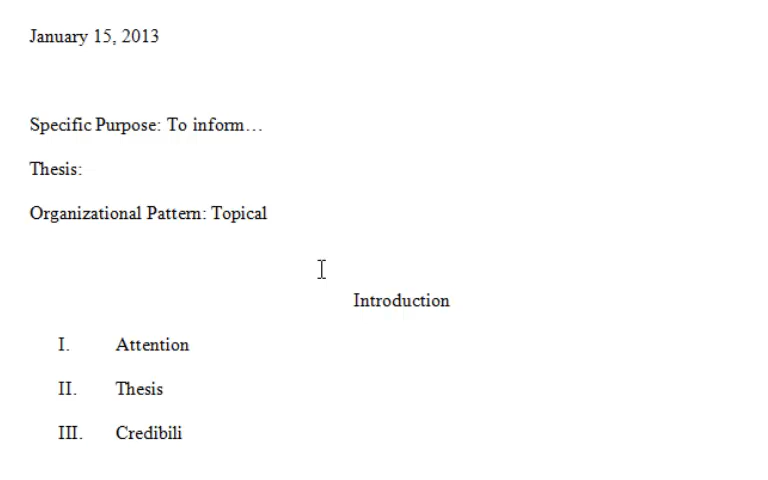 January 15, 2013
Specific Purpose: To inform…
Thesis:
Organizational Pattern: Topical
Introduction
I. Attention
II. Thesis
III. Credibili